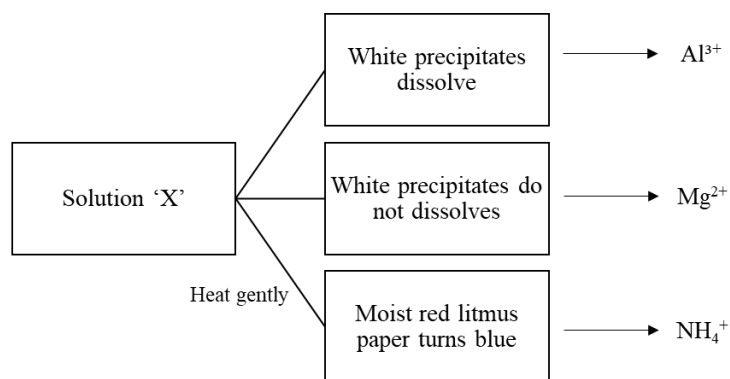 White precipitates
dissolve
Al³⁺
Solution ‘X’
White precipitates do
not dissolves
Mg²⁺
Heat gently
Moist red litmus
paper turns blue
NH₄⁺